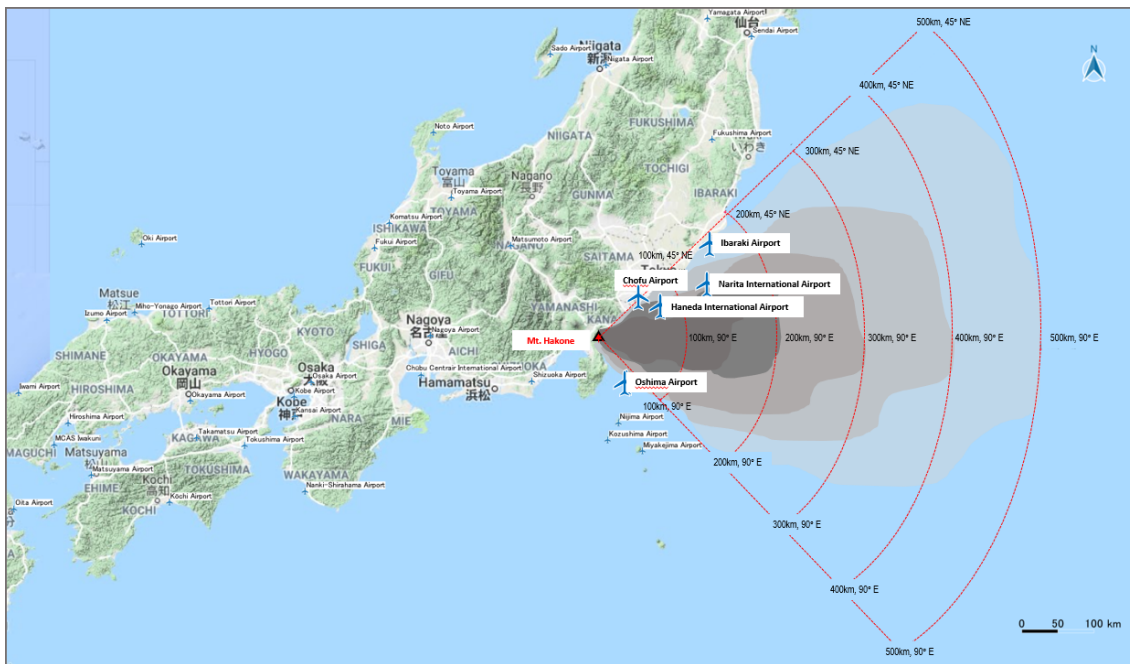 500km, 45° NE
Yamagata Airport
仙台
Sendai Airport
Sado Airport
Niigata
新潟
Niigata Airport
N
400km, 45° NE
FUKUSHIMA
Noto Airport
NIIGATA
Fukushima Airport
いわき
300km, 45° NE
Toyama
富山
Toyama Airport
TOYAMA
Nagano
長野
TOCHIGI
GUNMA
IBARAKI
Komatsu Airport
ISHIKAWA
200km, 45° NE
Oki Airport
Fukui Airport
Matsumoto Airport
NAGANO
SAITAMA
100km, 45° NE
Ibaraki Airport
FUKUI
GIFU
Chofu Airport
Narita International Airport
Matsue
松江
Miho-Yonago Airport
Tottori Airport
TOTTORI
YAMANASHI
KANA
Haneda International Airport
Izumo Airport
KYOTO
Nagoya
Nagoya Airport
Mt. Hakone
100km, 90° E
200km, 90° E
300km, 90° E
400km, 90° E
500km, 90° E
SHIMANE
OKAYAMA
HYOGO
SHIGA
AICHI
Okayama
岡山
Osaka
Osaka Airport
Chubu Centrair International Airport
Shizuoka Airport
Oshima Airport
Iwami Airport
HIROSHIMA
Okayama Airport
Kobe
神戸
Kobe Airport
Hamamatsu
浜松
100km, 90° E
Kansai Airport
NARA
MIE
Nijima Airport
Hiroshima Airport
KAGAWA
Takamatsu Airport
Tokushima Airport
Kozushima Airport
MCAS Iwakuni
Miyakejima Airport
Matsuyama
Matsuyama Airport
TOKUSHIMA
WAKAYAMA
200km, 90° E
EHIME
Kochi
高知
Kochi Airport
Nanki-Shirahama Airport
Oita Airport
KOCHI
300km, 90° E
400km, 90° E
0 50 100 km
500km, 90° E